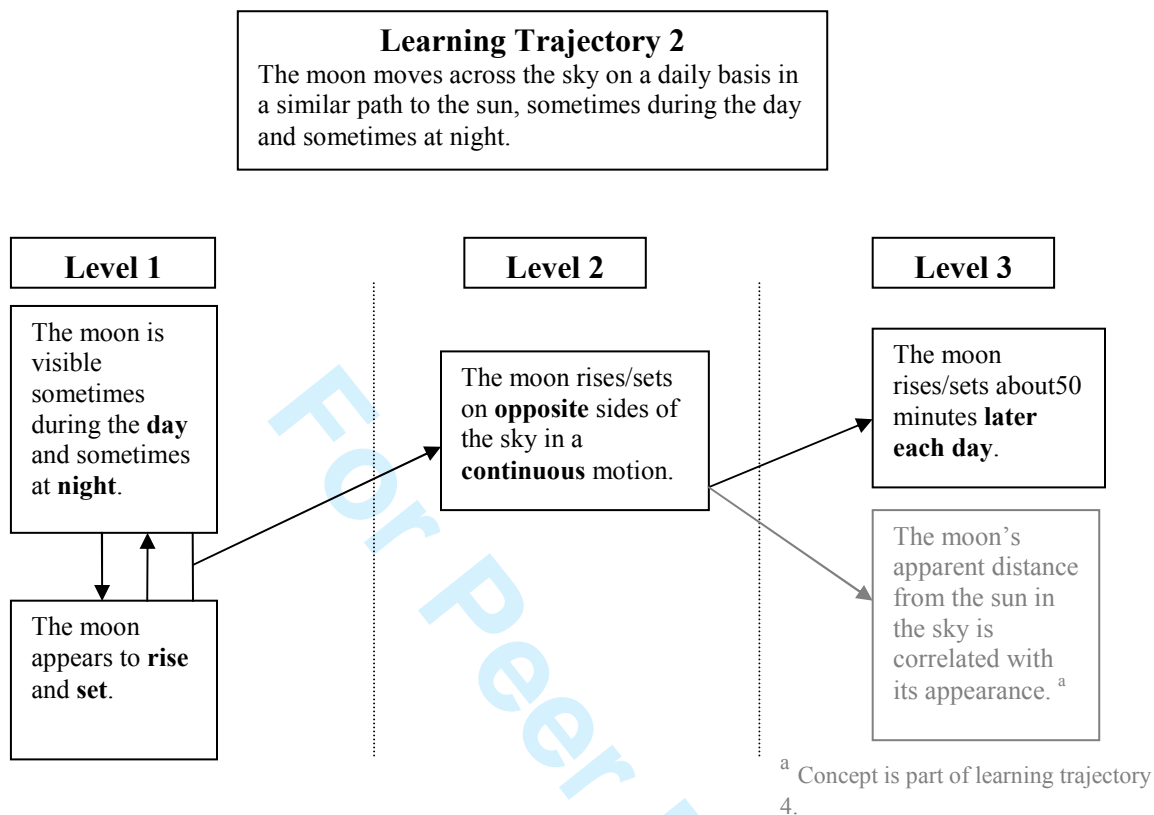 Learning Trajectory 2
The moon moves across the sky on a daily basis in
a similar path to the sun, sometimes during the day
and sometimes at night.
Level 1
Level 2
Level 3
The moon is
visible
sometimes
during the day
and sometimes
at night.
The moon
appears to rise
and set.
The moon rises/sets
on opposite sides of
the sky in a
continuous motion.
The moon
rises/sets about50
minutes later
each day.
The moon's
apparent distance
from the sun in
the sky is
correlated with
its appearance. a
a Concept is part of learning trajectory
4.
For Peer